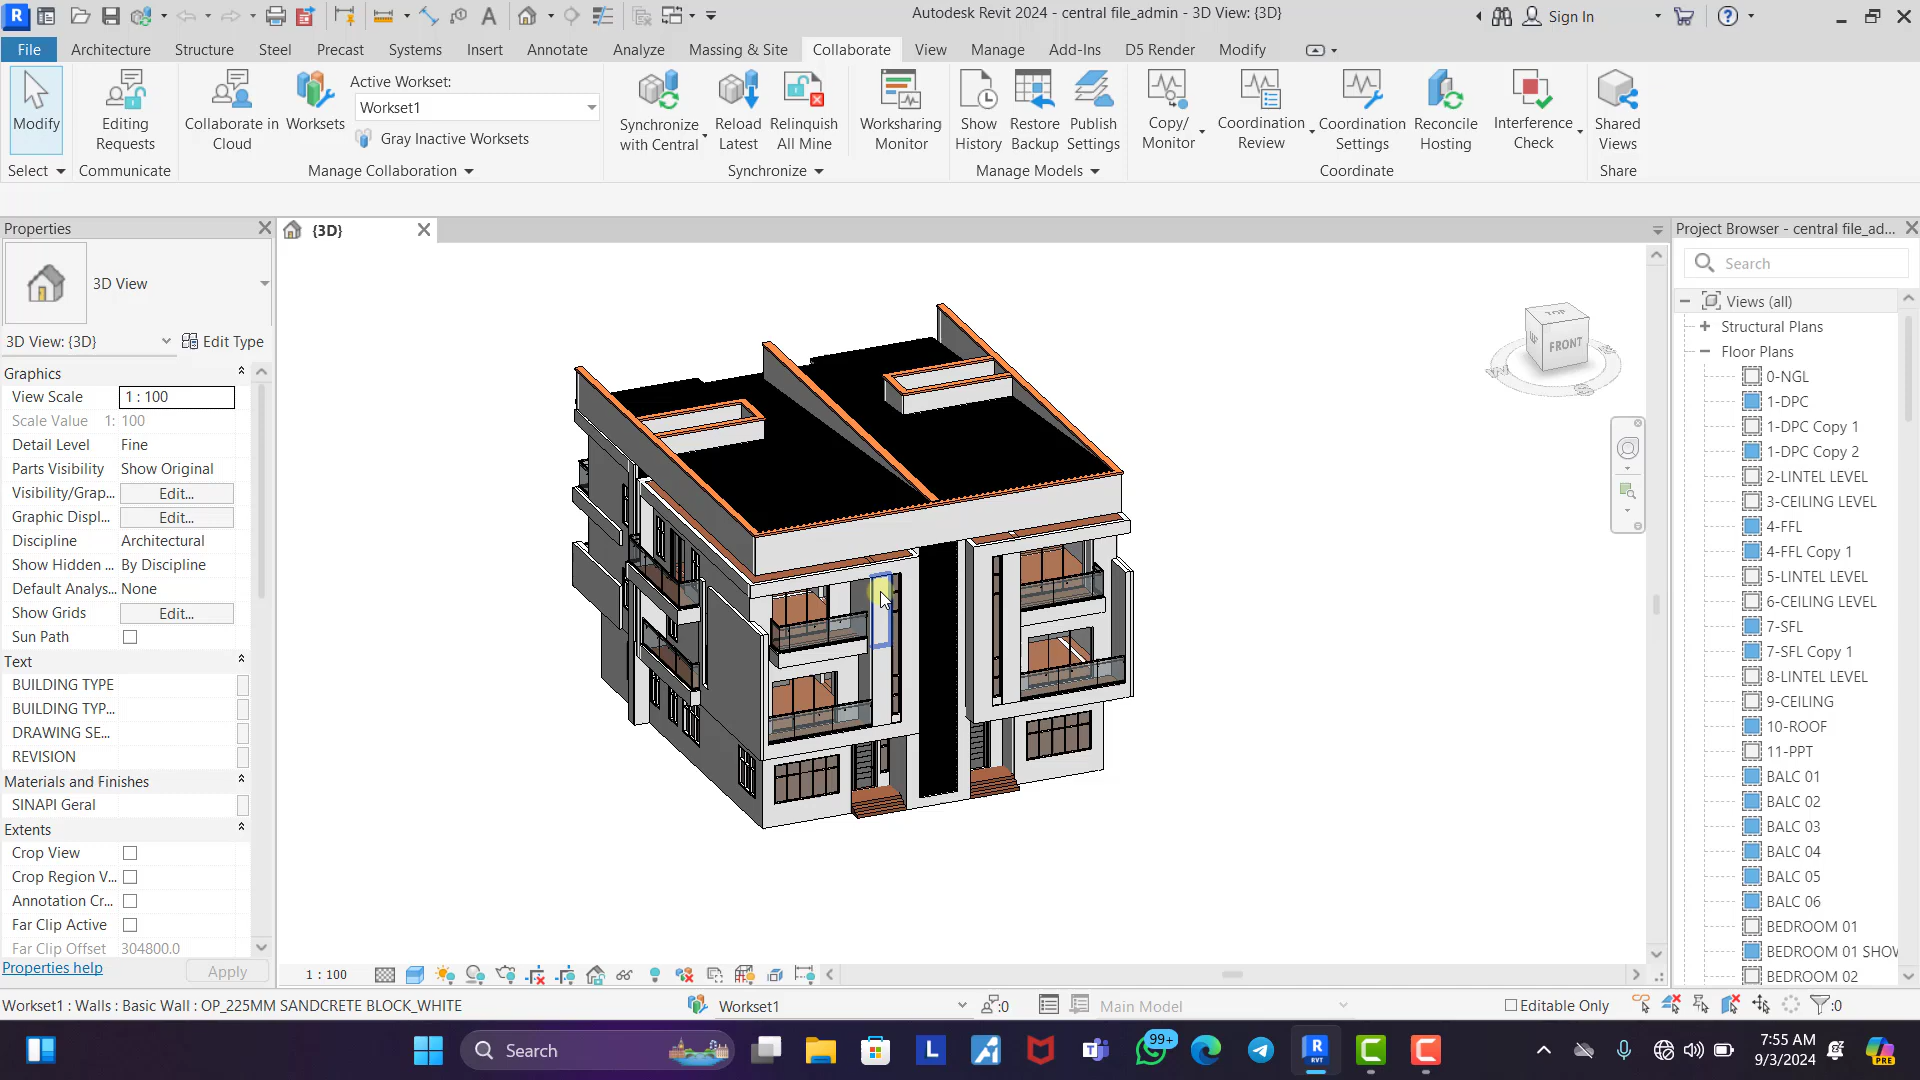 Autodesk Revit 2024 - central file_admin - 3D View: {3D}
Sign In
File
Architecture
Structure
Steel
Precast
Systems
Insert
Annotate
Analyze
Massing & Site
Collaborate
View
Manage
Add-Ins
D5 Render
Modify
Modify
Editing Requests
Collaborate in Cloud
Worksets
Active Workset:
Workset1
Gray Inactive Worksets
Synchronize with Central
Reload Latest
Relinquish All Mine
Worksharing Monitor
Show History
Restore Backup
Publish Settings
Copy/ Monitor
Coordination Review
Coordination Settings
Reconcile Hosting
Interference Check
Shared Views
Select
Communicate
Manage Collaboration
Synchronize
Manage Models
Coordinate
Share
Properties
3D View
3D View: {3D}
Edit Type
Graphics
View Scale 1 : 100
Scale Value 1: 100
Detail Level Fine
Parts Visibility Show Original
Visibility/Grap... Edit...
Graphic Displ... Edit...
Discipline Architectural
Show Hidden ... By Discipline
Default Analys... None
Show Grids Edit...
Sun Path
Text
BUILDING TYPE
BUILDING TYP...
DRAWING SE...
REVISION
Materials and Finishes
SINAPI Geral
Extents
Crop View
Crop Region V...
Annotation Cr...
Far Clip Active
Far Clip Offset 304800.0
Properties help
Apply
{3D}
TOP
FRONT
1 : 100
Project Browser - central file_ad...
Search
Views (all)
Structural Plans
Floor Plans
0-NGL
1-DPC
1-DPC Copy 1
1-DPC Copy 2
2-LINTEL LEVEL
3-CEILING LEVEL
4-FFL
4-FFL Copy 1
5-LINTEL LEVEL
6-CEILING LEVEL
7-SFL
7-SFL Copy 1
8-LINTEL LEVEL
9-CEILING
10-ROOF
11-PPT
BALC 01
BALC 02
BALC 03
BALC 04
BALC 05
BALC 06
BEDROOM 01
BEDROOM 01 SHOW
BEDROOM 02
Workset1 : Walls : Basic Wall : OP_225MM SANDCRETE BLOCK_WHITE
Workset1
:0
Main Model
Editable Only
:0
Search
99+
7:55 AM
9/3/2024
PRE